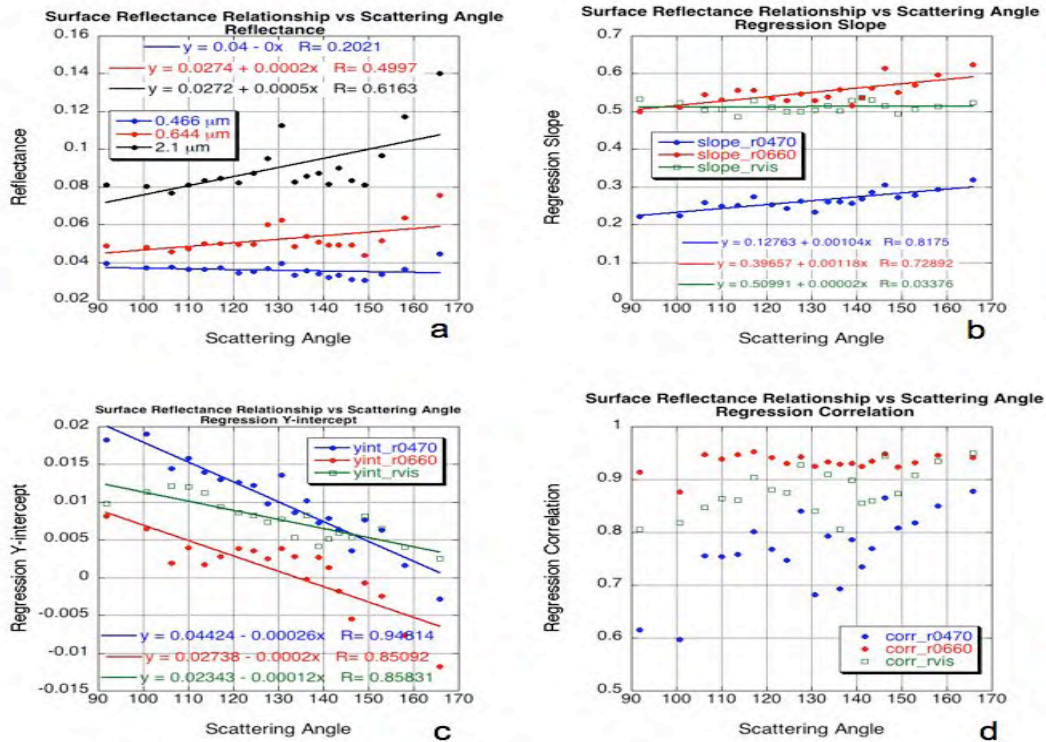 Surface Reflectance Relationship vs Scattering Angle
Reflectance
0.16
0.14
0.12
0.1
0.08
0.06
0.04
0.02
Reflectance
y = 0.04 - 0x R= 0.2021
y = 0.0274 + 0.0002x R= 0.4997
y = 0.0272 + 0.0005x R= 0.6163
0.466 µm
0.644 µm
2.1 µm
90 100 110 120 130 140 150 160 170
Scattering Angle
a
Surface Reflectance Relationship vs Scattering Angle
Regression Slope
0.7
0.6
0.5
0.4
0.3
0.2
0.1
0
Regression Slope
slope_r0470
slope_r0660
slope_rvis
y = 0.12763 + 0.00104x R= 0.8175
y = 0.39657 + 0.00118x R= 0.72892
y = 0.50991 + 0.00002x R= 0.03376
90 100 110 120 130 140 150 160 170
Scattering Angle
b
Surface Reflectance Relationship vs Scattering Angle
Regression Y-intercept
0.02
0.015
0.01
0.005
0
-0.005
-0.01
-0.015
Regression Y-intercept
yint_r0470
yint_r0660
yint_rvis
y = 0.04424 - 0.00026x R= 0.94814
y = 0.02738 - 0.0002x R= 0.85092
y = 0.02343 - 0.00012x R= 0.85831
90 100 110 120 130 140 150 160 170
Scattering Angle
c
Surface Reflectance Relationship vs Scattering Angle
Regression Correlation
1
0.9
0.8
0.7
0.6
0.5
Regression Correlation
corr_r0470
corr_r0660
corr_rvis
90 100 110 120 130 140 150 160 170
Scattering Angle
d